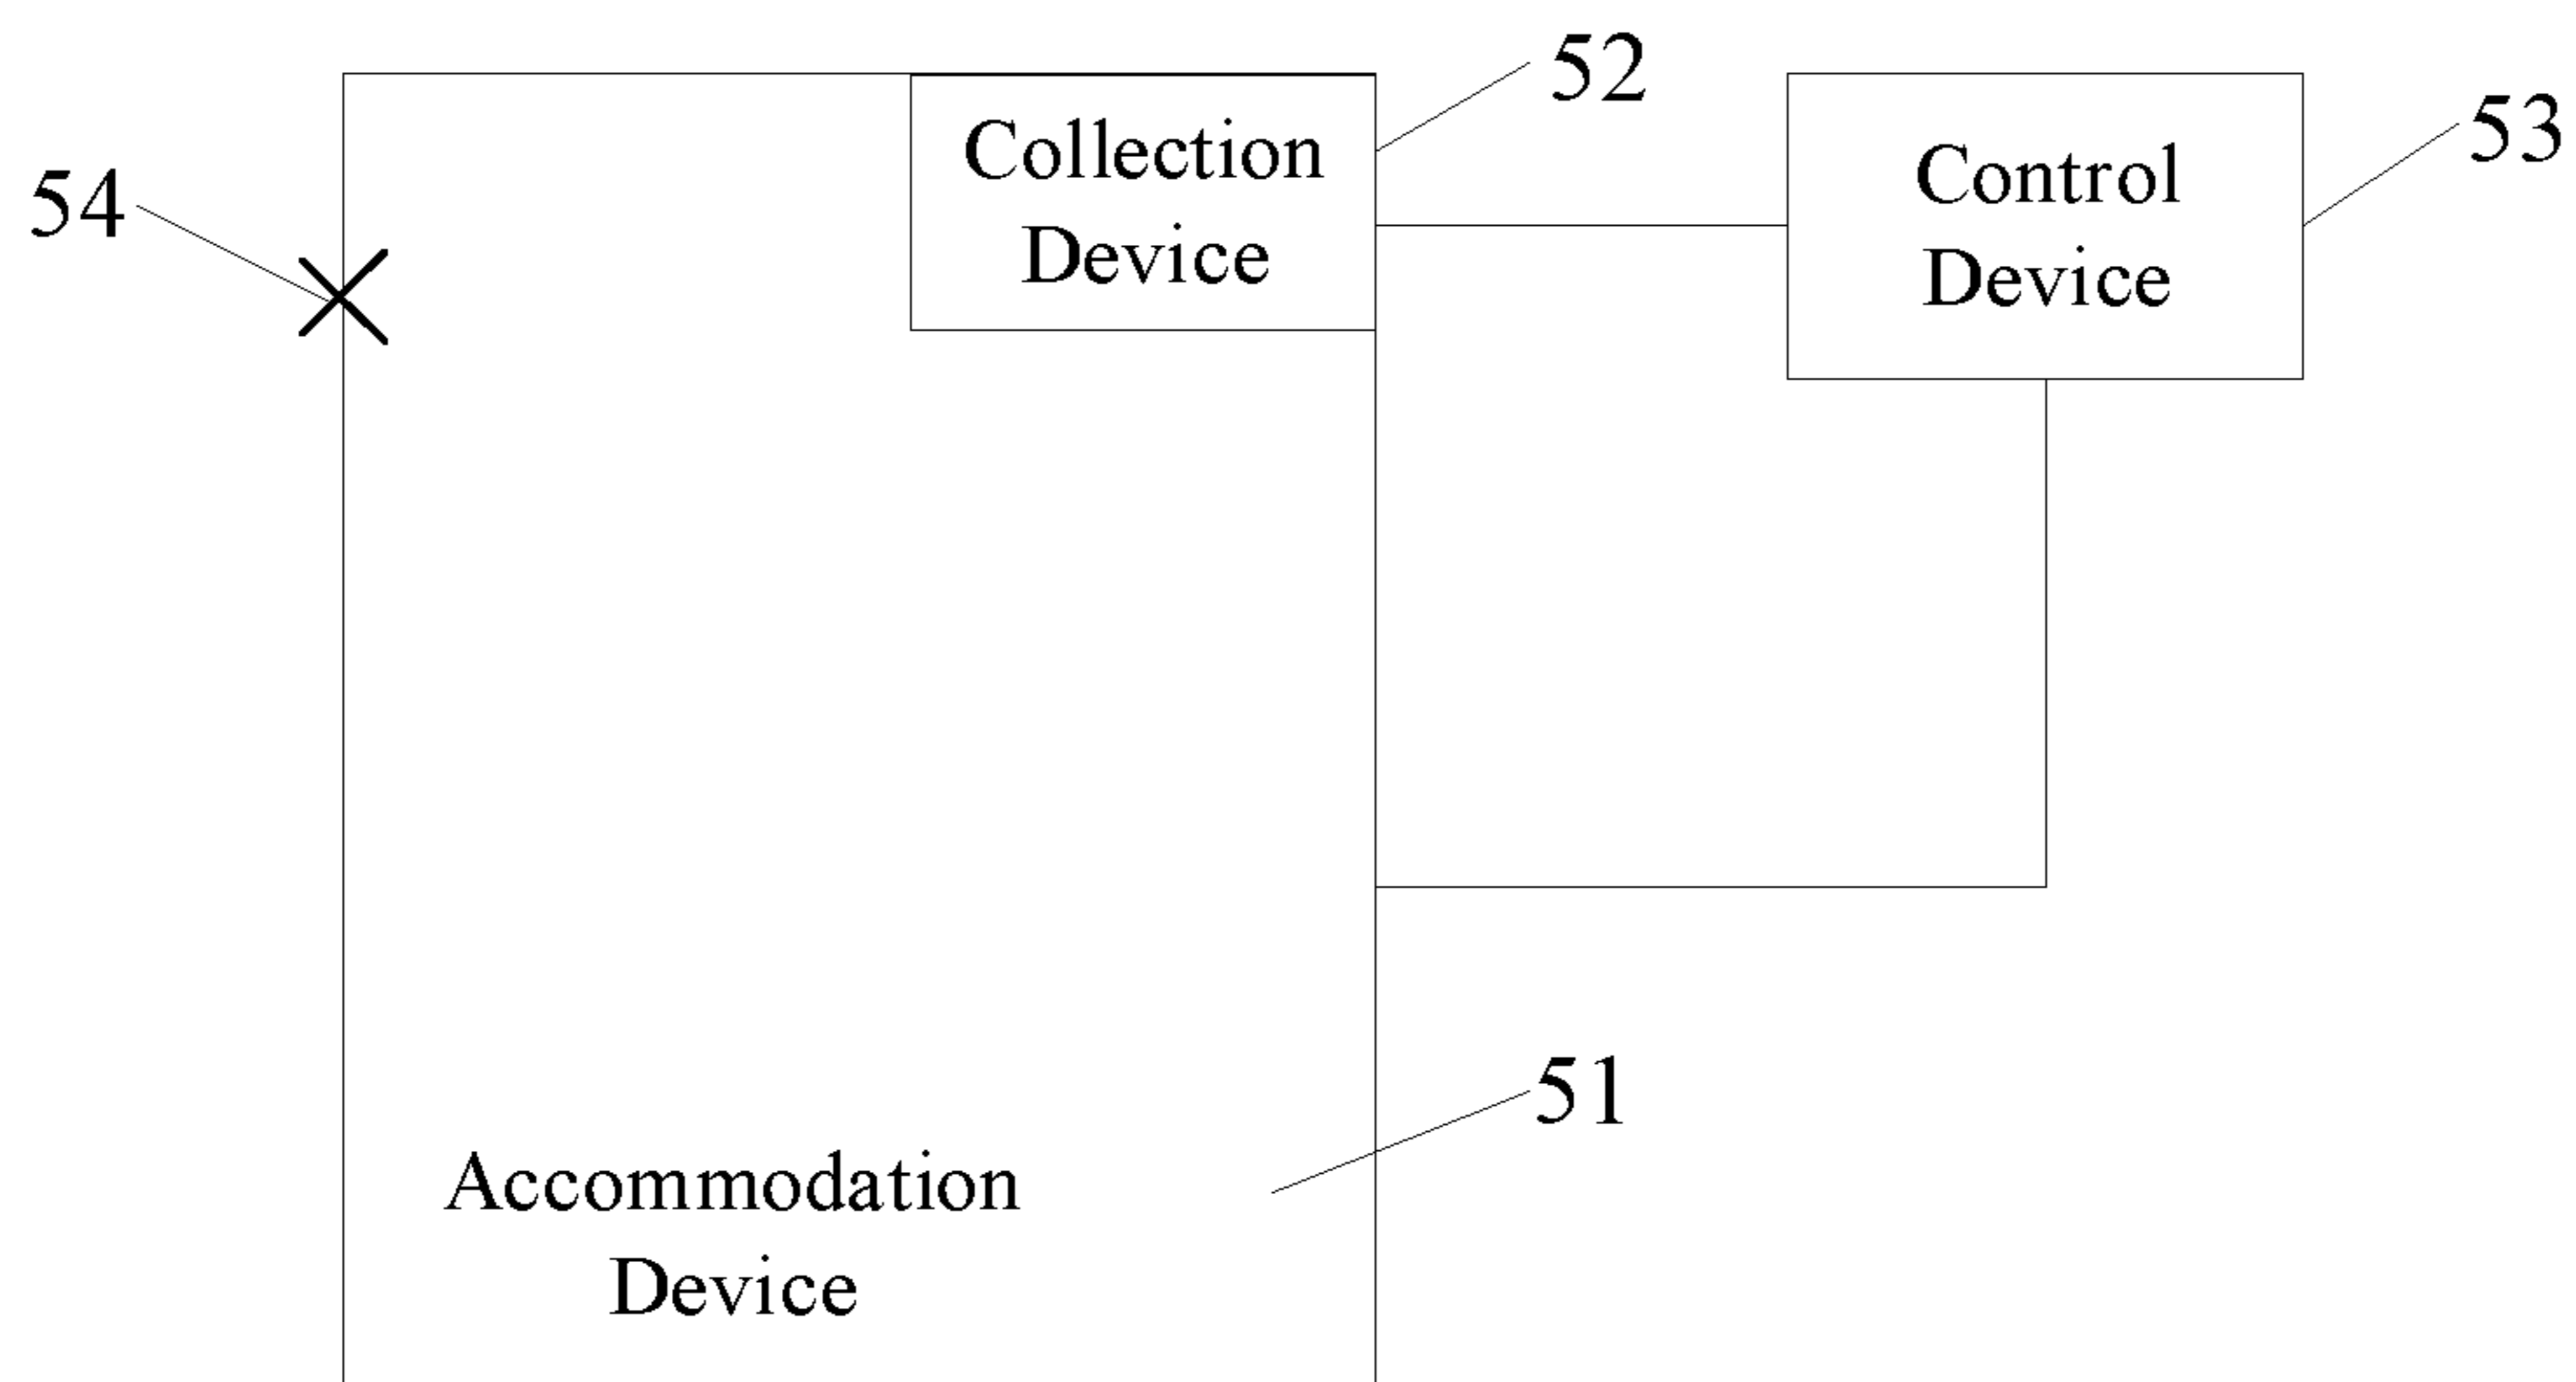 52
53
54
Collection
Device
Control
Device
51
Accommodation
Device